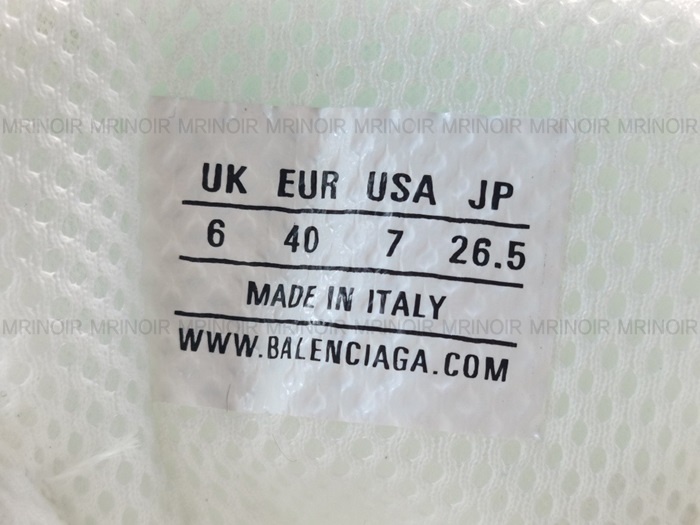 MRINOIR MRINOIR MRINOIR MRINOIR MRINOIR MRINOIR MRINOIR MRINOIR
UK EUR USA JP
6 40 7 26.5
MADE IN ITALY
MRINOIR MRINOIR MRINOIR MRINOIR MRINOIR MRINOIR MRINOIR MRINOIR
WWW.BALENCIAGA.COM